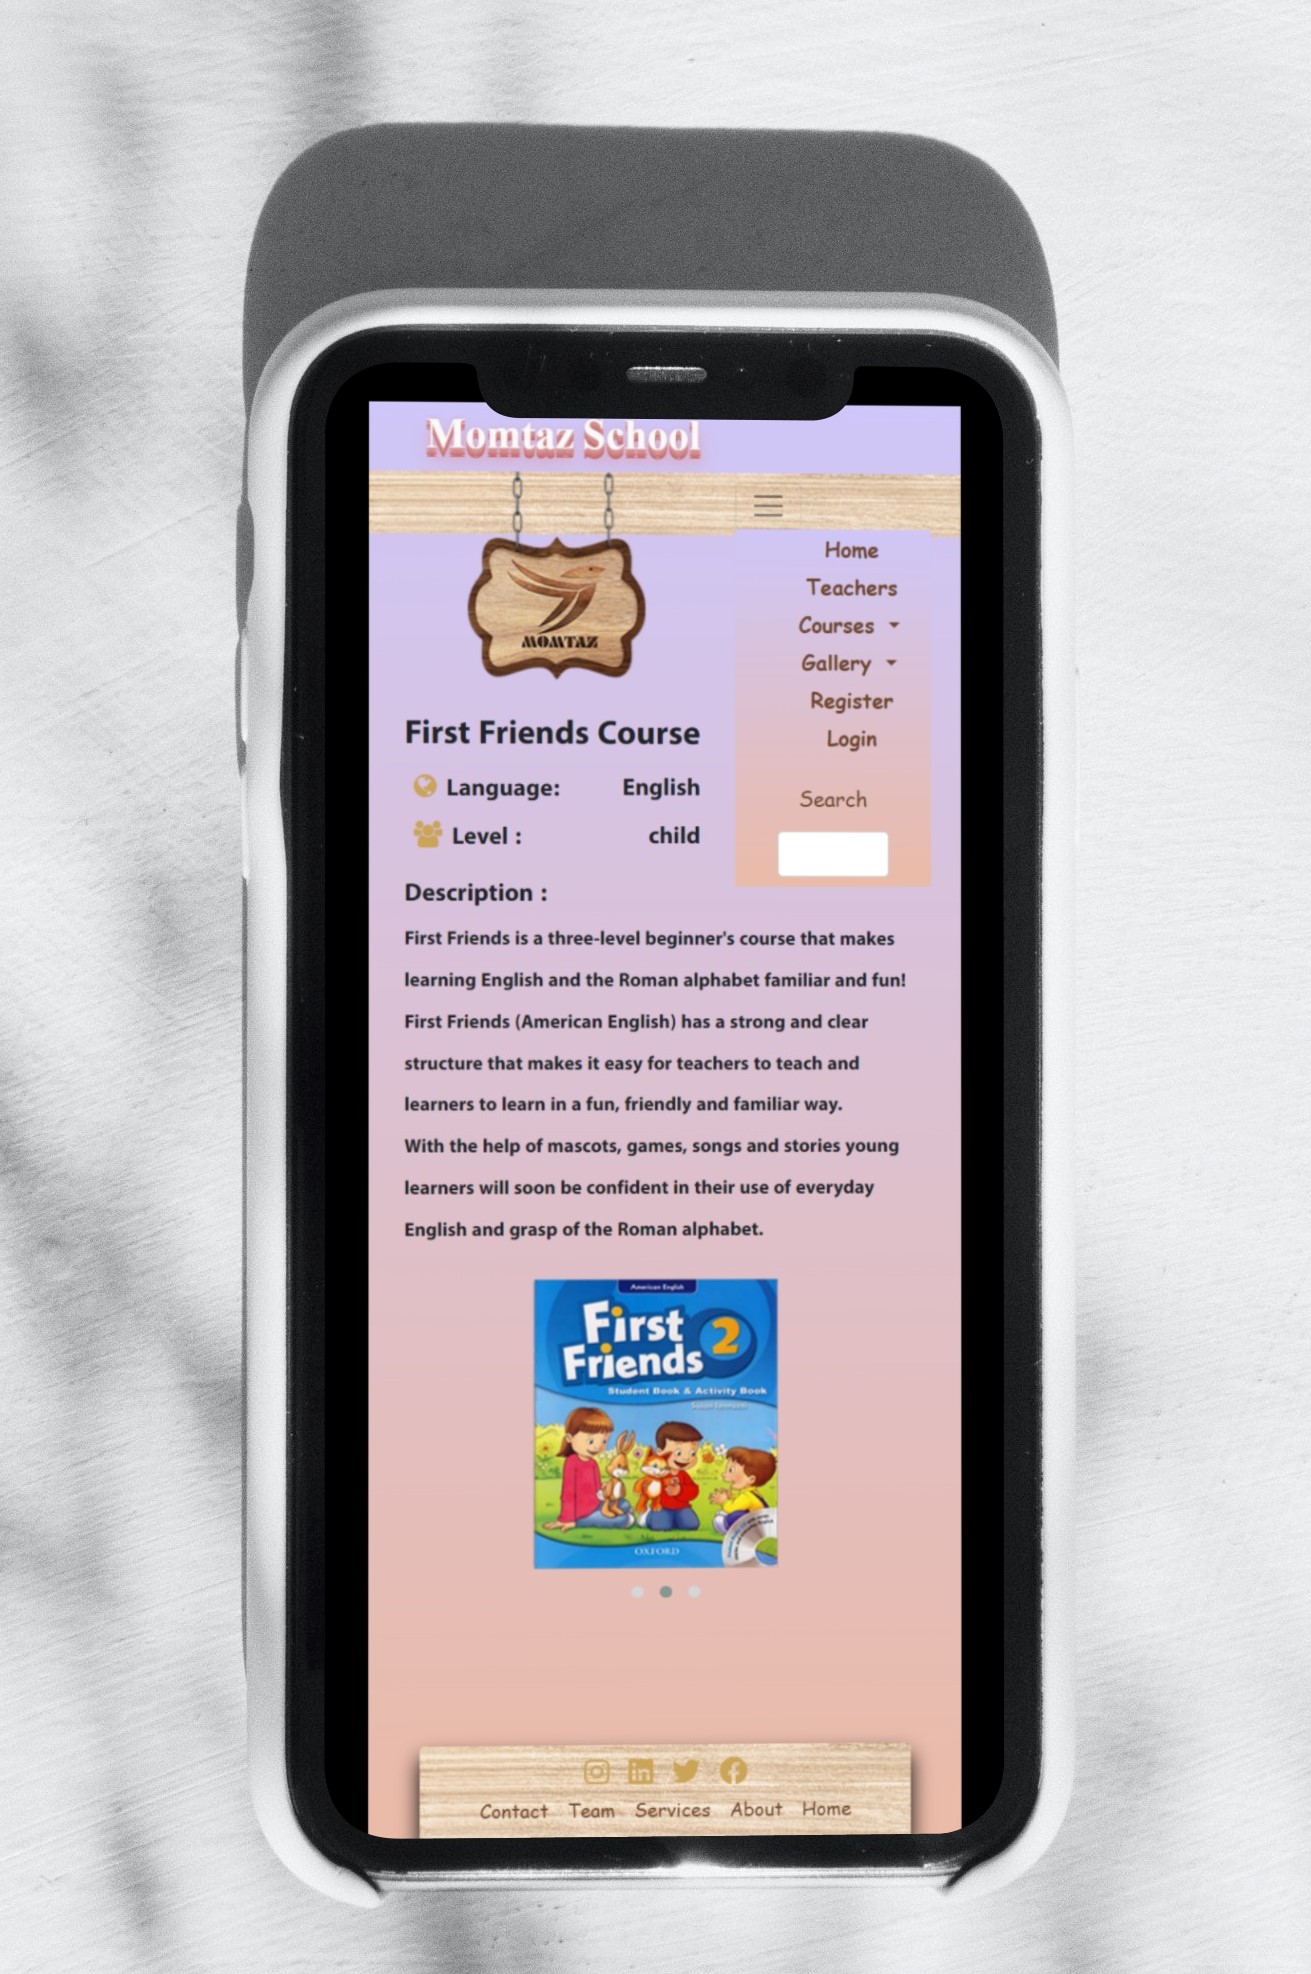 Momtaz School
MOMTAZ
Home
Teachers
Courses
Gallery
Register
Login
Search
First Friends Course
Language: English
Level : child
Description :
First Friends is a three-level beginner's course that makes
learning English and the Roman alphabet familiar and fun!
First Friends (American English) has a strong and clear
structure that makes it easy for teachers to teach and
learners to learn in a fun, friendly and familiar way.
With the help of mascots, games, songs and stories young
learners will soon be confident in their use of everyday
English and grasp of the Roman alphabet.
American English
First
Friends 2
Student Book & Activity Book
OXFORD
Contact Team Services About Home